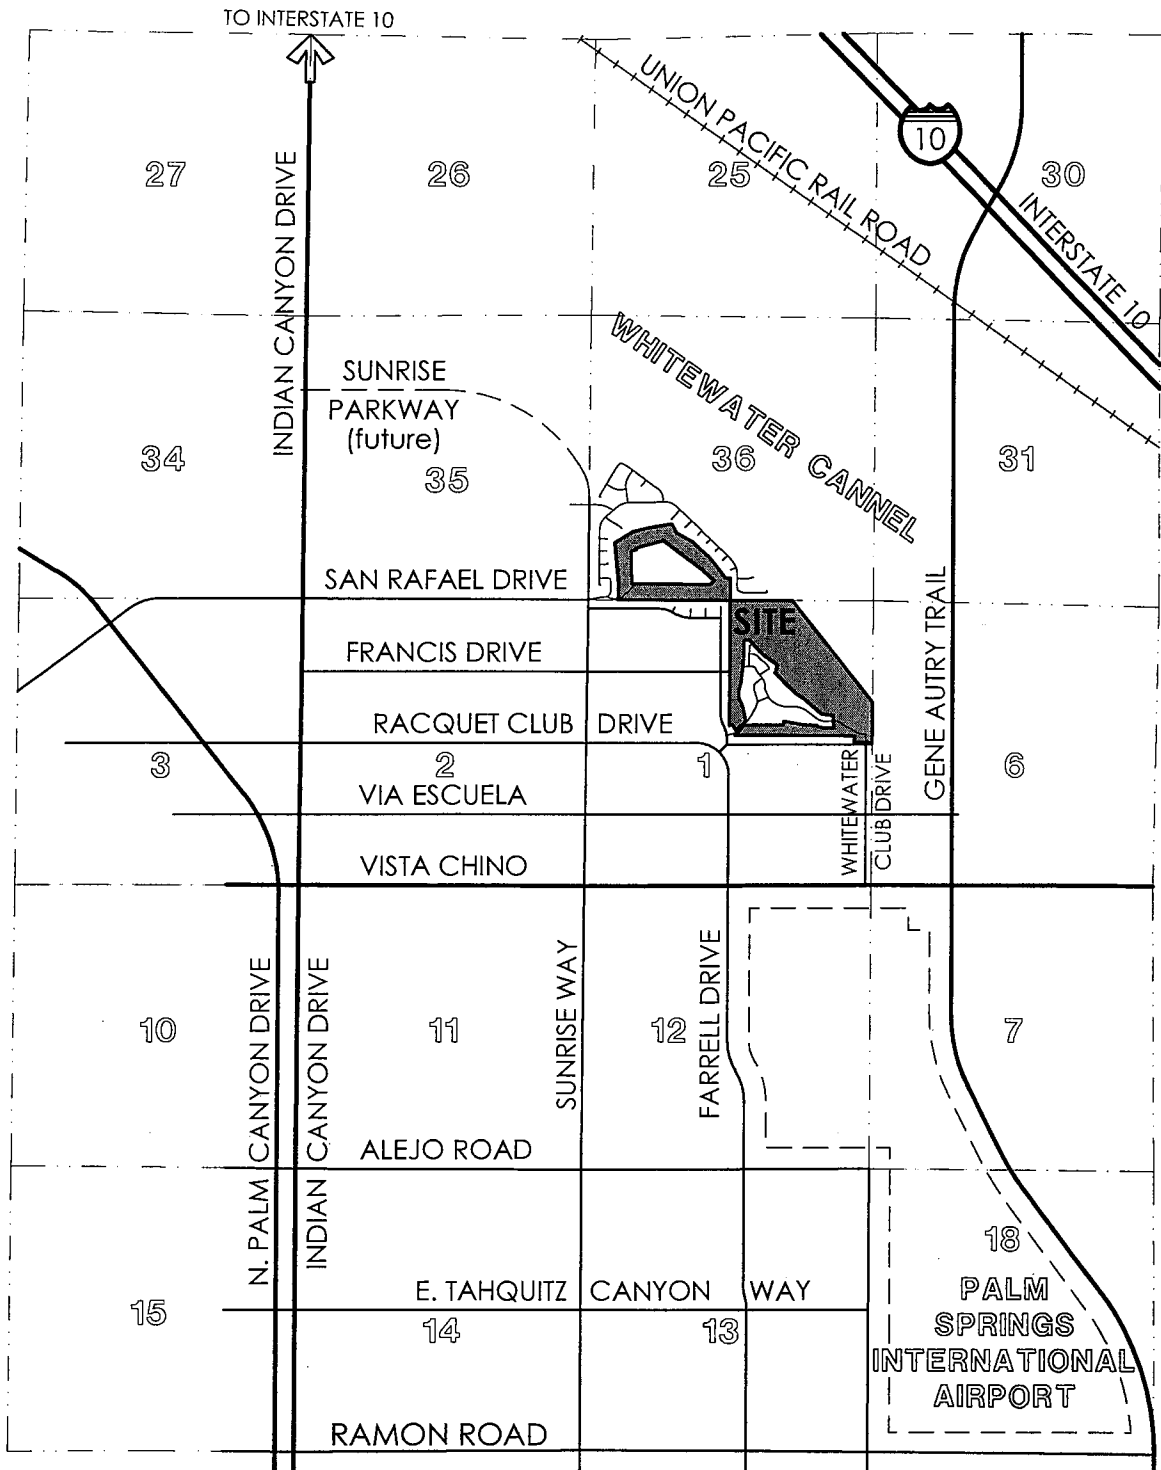 TO INTERSTATE 10
UNION PACIFIC RAIL ROAD
10
27
26
25
30
INTERSTATE 10
INDIAN CANYON DRIVE
WHITEWATER CANNEL
SUNRISE
PARKWAY
(future)
34
35
36
31
SAN RAFAEL DRIVE
SITE
FRANCIS DRIVE
GENE AUTRY TRAIL
RACQUET CLUB DRIVE
3
2
1
6
WHITEWATER
CLUB DRIVE
VIA ESCUELA
VISTA CHINO
N. PALM CANYON DRIVE
INDIAN CANYON DRIVE
SUNRISE WAY
FARRELL DRIVE
10
11
12
7
ALEJO ROAD
18
E. TAHQUITZ CANYON WAY
15
14
13
PALM
SPRINGS
INTERNATIONAL
AIRPORT
RAMON ROAD